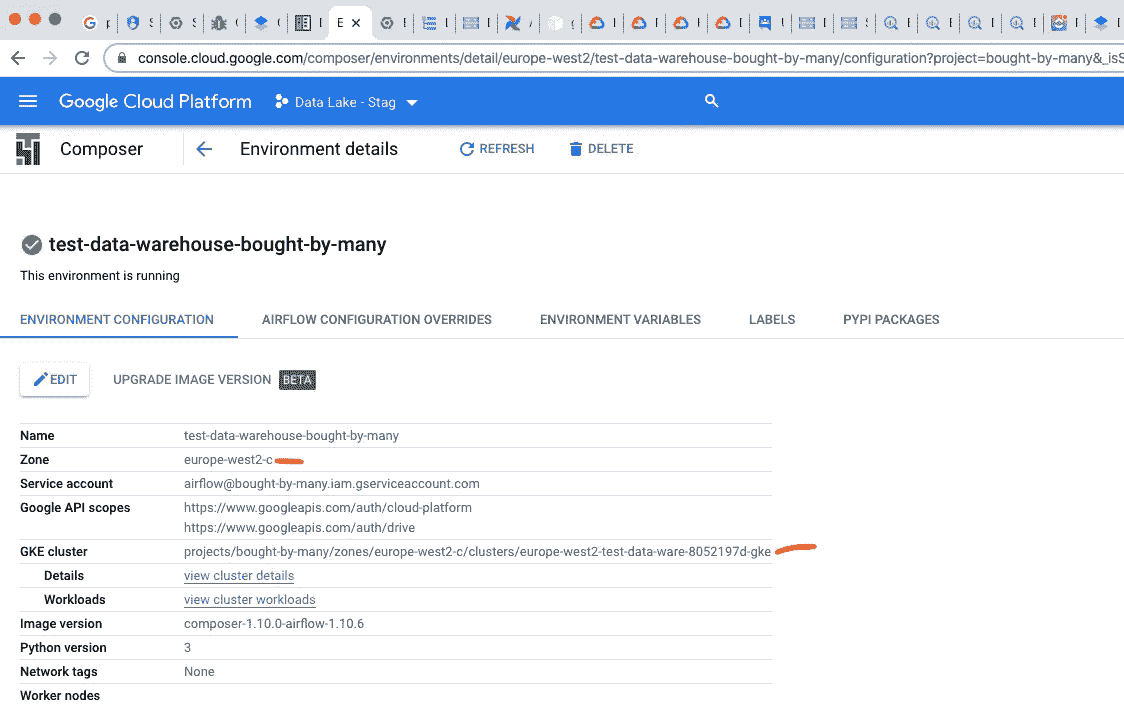 console.cloud.google.com/composer/environments/detail/europe-west2/test-data-warehouse-bought-by-many/configuration?project=bought-by-many&_isS
Google Cloud Platform Data Lake - Stag
Composer Environment details REFRESH DELETE
test-data-warehouse-bought-by-many
This environment is running
ENVIRONMENT CONFIGURATION AIRFLOW CONFIGURATION OVERRIDES ENVIRONMENT VARIABLES LABELS PYPI PACKAGES
EDIT UPGRADE IMAGE VERSION BETA
Name test-data-warehouse-bought-by-many
Zone europe-west2-c
Service account airflow@bought-by-many.iam.gserviceaccount.com
Google API scopes https://www.googleapis.com/auth/cloud-platform
https://www.googleapis.com/auth/drive
GKE cluster projects/bought-by-many/zones/europe-west2-c/clusters/europe-west2-test-data-ware-8052197d-gke
Details view cluster details
Workloads view cluster workloads
Image version composer-1.10.0-airflow-1.10.6
Python version 3
Network tags None
Worker nodes